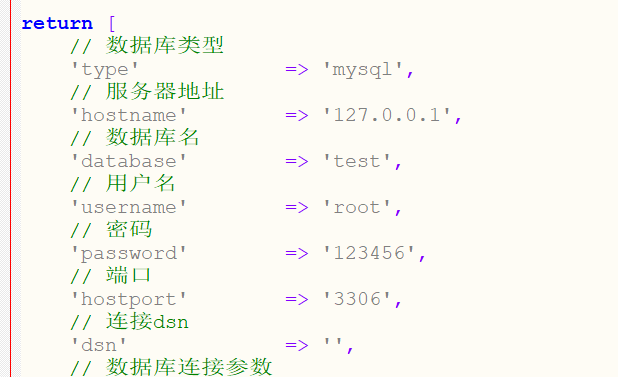 return [
// 数据库类型
'type' => 'mysql',
// 服务器地址
'hostname' => '127.0.0.1',
// 数据库名
'database' => 'test',
// 用户名
'username' => 'root',
// 密码
'password' => '123456',
// 端口
'hostport' => '3306',
// 连接dsn
'dsn' => '',
// 数据库连接参数